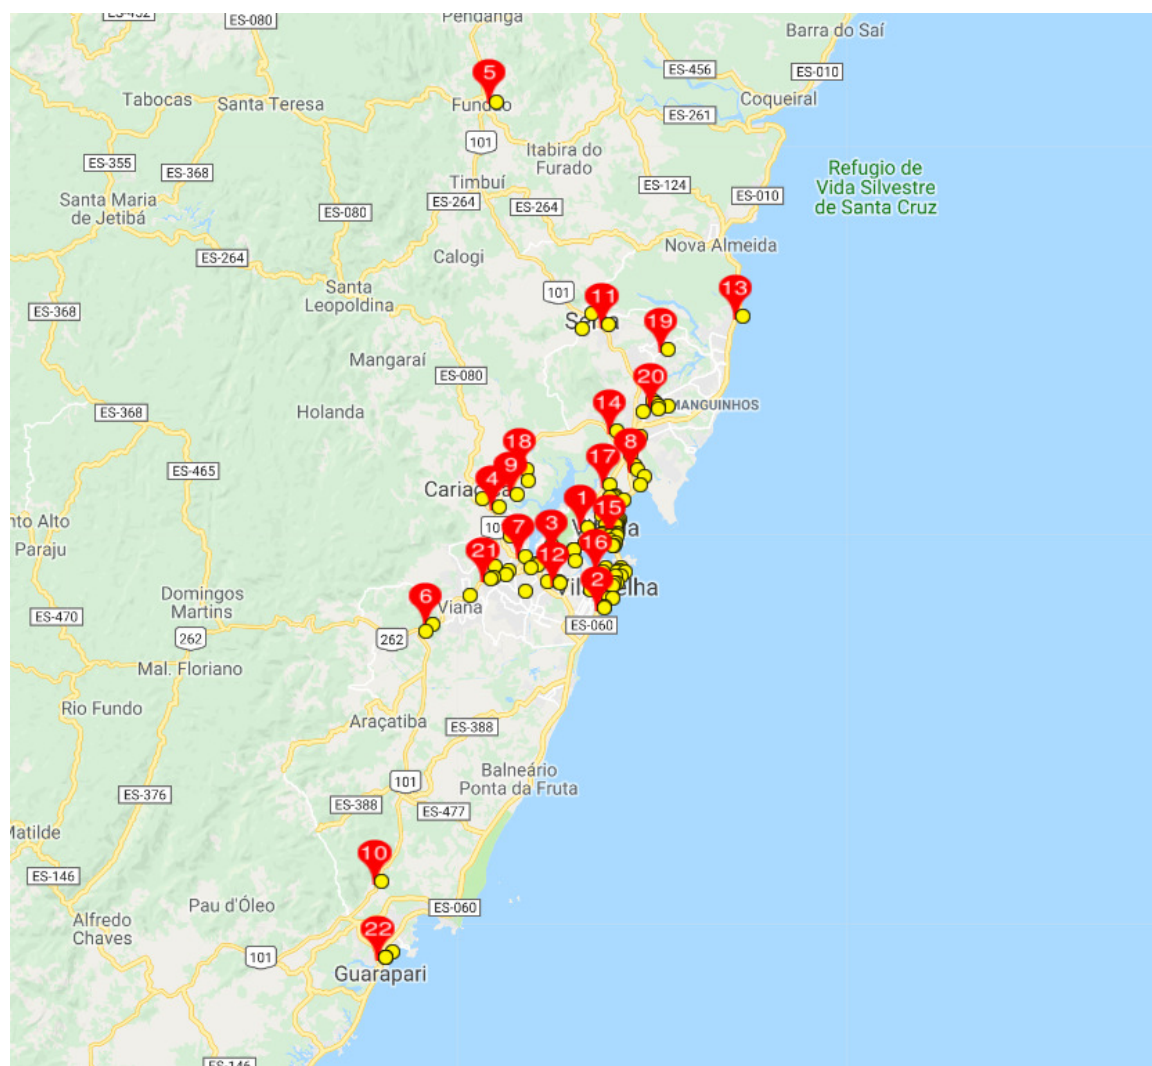 Pendanga
ES-080
Barra do Saí
5
ES-456
ES-010
Tabocas
Santa Teresa
Coqueiral
ES-261
101
Itabira do
Furado
ES-355
ES-368
Refugio de
Vida Silvestre
de Santa Cruz
Timbuí
ES-124
ES-010
Santa Maria
de Jetibá
ES-264
ES-264
ES-080
Nova Almeida
ES-264
Calogi
Santa
Leopoldina
101
11
13
ES-368
19
Mangaraí
ES-080
20
ES-368
Holanda
14
MANGUINHOS
18
8
ES-465
9
17
4
1
15
Paraju
7
3
16
21
12
2
Domingos
Martins
6
Viana
ES-470
ES-060
262
262
Mal. Floriano
Rio Fundo
Araçatiba
ES-388
Balneário
Ponta da Fruta
101
ES-376
ES-388
ES-477
10
ES-146
Pau d'Óleo
ES-060
Alfredo
Chaves
22
101
Guarapari